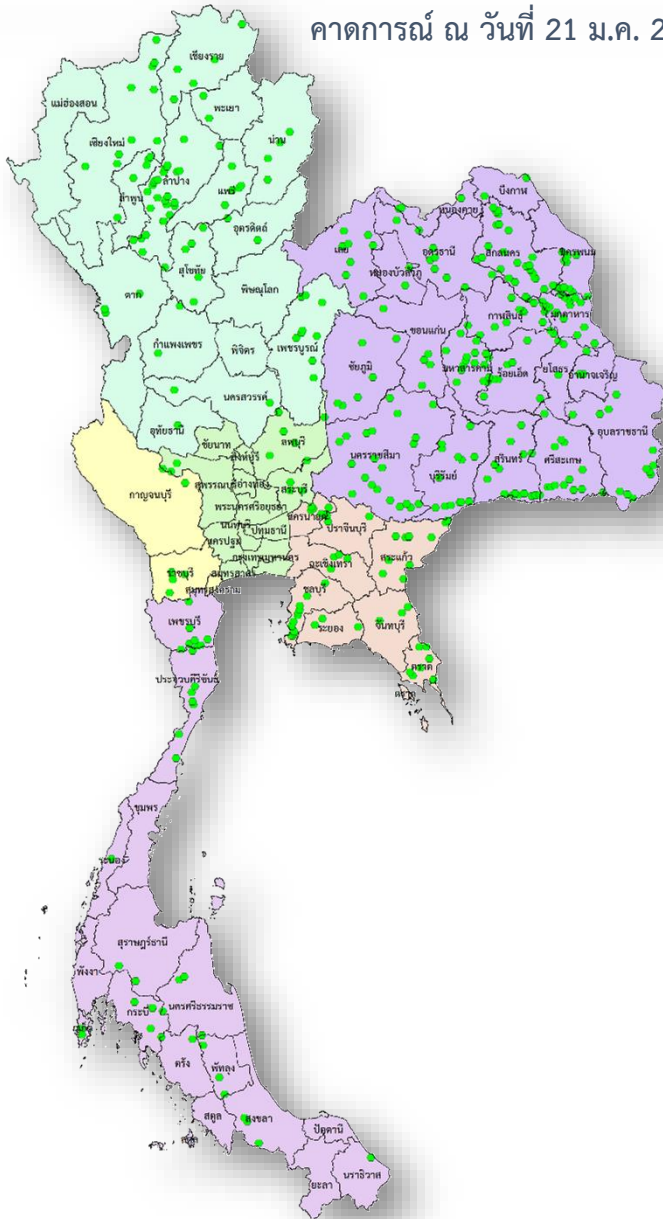 คาดการณ์ ณ วันที่ 21 ม.ค. 2
เชียงราย
แม่ฮ่องสอน
พะเยา
เชียงใหม่
น่าน
ลำปาง
แพร่
ลำพูน
อุตรดิตถ์
สุโขทัย
ตาก
พิษณุโลก
กำแพงเพชร
พิจิตร
เพชรบูรณ์
นครสวรรค์
อุทัยธานี
บึงกาฬ
หนองคาย
เลย
อุดรธานี
สกลนคร
นครพนม
หนองบัวลำภู
กาฬสินธุ์
มุกดาหาร
ขอนแก่น
ชัยภูมิ
มหาสารคาม
ร้อยเอ็ด
ยโสธร
อำนาจเจริญ
อุบลราชธานี
นครราชสีมา
บุรีรัมย์
สุรินทร์
ศรีสะเกษ
ชัยนาท
ลพบุรี
สิงห์บุรี
กาญจนบุรี
สุพรรณบุรี
อ่างทอง
สระบุรี
พระนครศรีอยุธยา
นครนายก
ปราจีนบุรี
ปทุมธานี
ฉะเชิงเทรา
สระแก้ว
ราชบุรี
สมุทรสงคราม
ชลบุรี
ระยอง
จันทบุรี
เพชรบุรี
ตราด
ตราด
ประจวบคีรีขันธ์
ชุมพร
ระนอง
สุราษฎร์ธานี
พังงา
นครศรีธรรมราช
กระบี่
ภูเก็ต
ตรัง
พัทลุง
สตูล
สงขลา
ปัตตานี
นราธิวาส
ยะลา